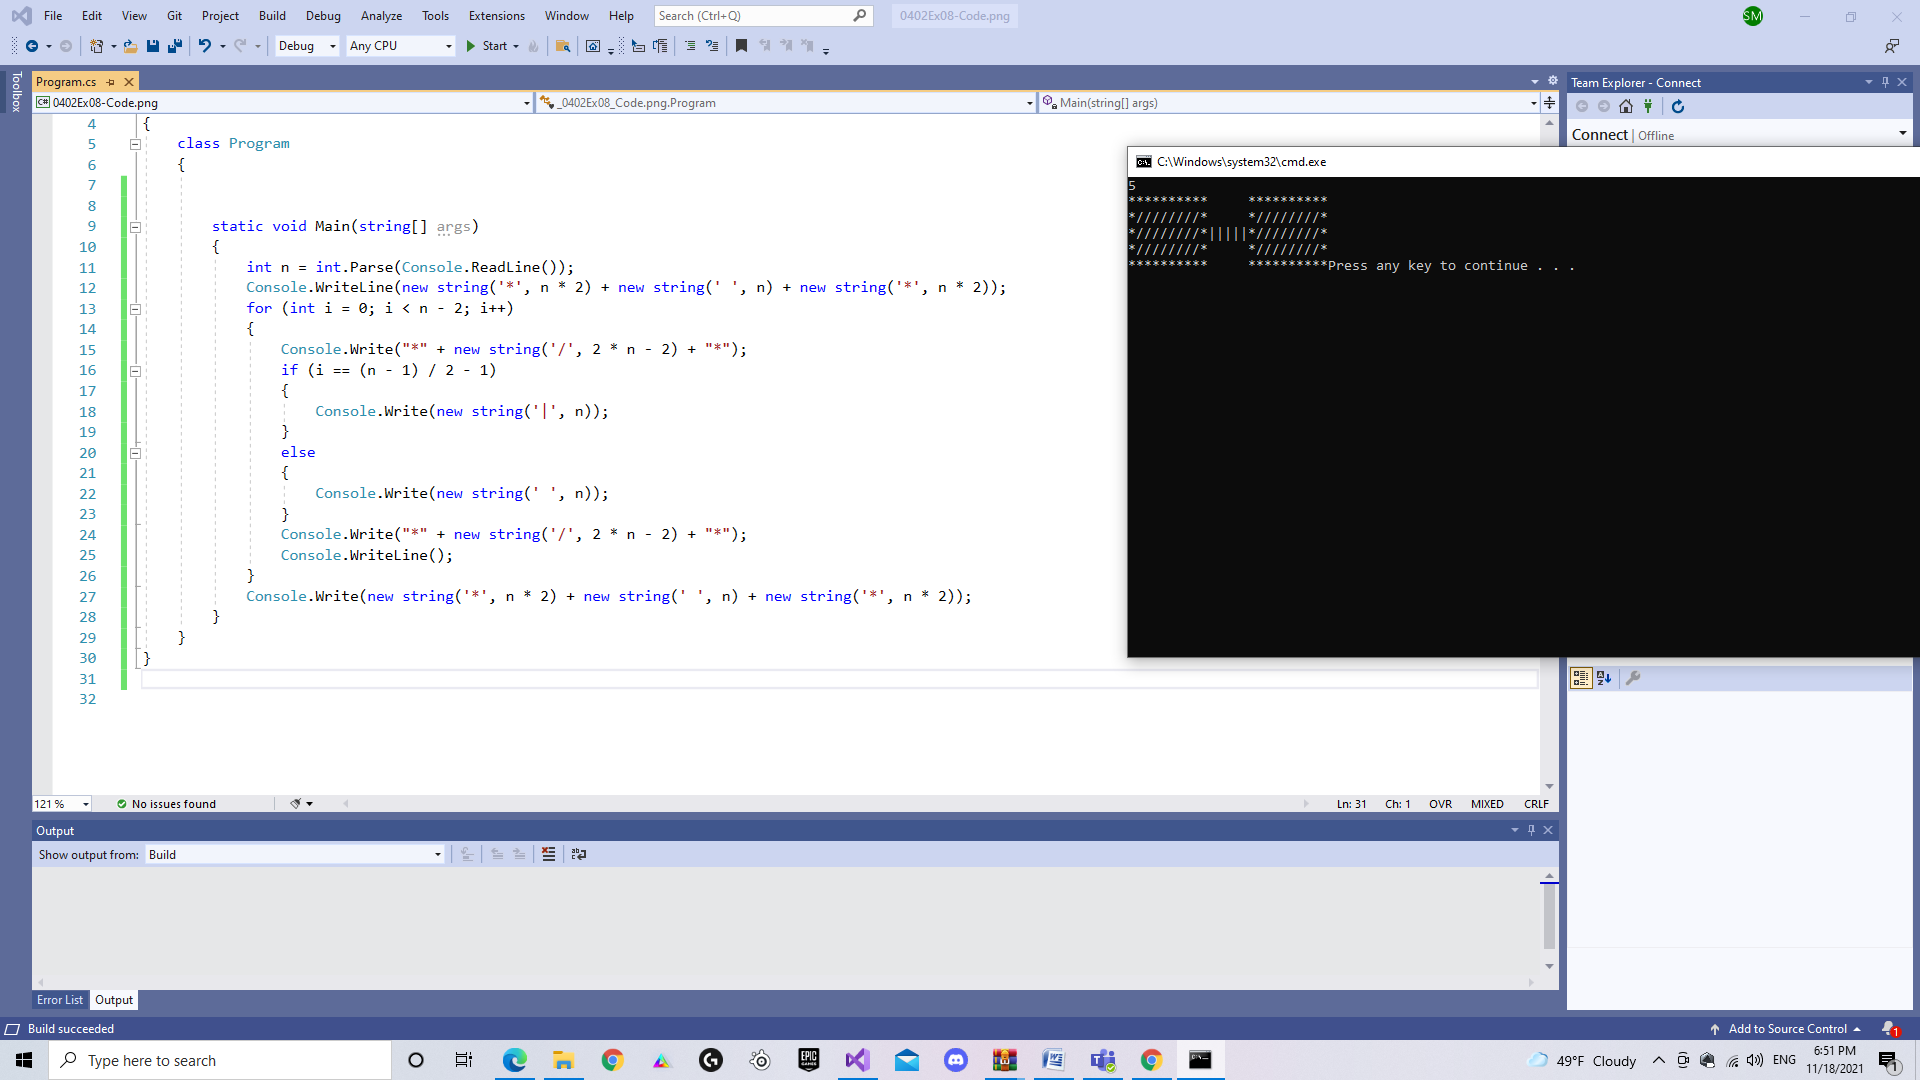 File Edit View Git Project Build Debug Analyze Tools Extensions Window Help Search (Ctrl+Q) 0402Ex08-Code.png SM
Debug Any CPU Start
Toolbox
Program.cs
0402Ex08-Code.png _0402Ex08_Code.png.Program Main(string[] args)
4 {
5 class Program
6 {
7
8
9 static void Main(string[] args)
10 {
11 int n = int.Parse(Console.ReadLine());
12 Console.WriteLine(new string('*', n * 2) + new string(' ', n) + new string('*', n * 2));
13 for (int i = 0; i < n - 2; i++)
14 {
15 Console.Write("*" + new string('/', 2 * n - 2) + "*");
16 if (i == (n - 1) / 2 - 1)
17 {
18 Console.Write(new string('|', n));
19 }
20 else
21 {
22 Console.Write(new string(' ', n));
23 }
24 Console.Write("*" + new string('/', 2 * n - 2) + "*");
25 Console.WriteLine();
26 }
27 Console.Write(new string('*', n * 2) + new string(' ', n) + new string('*', n * 2));
28 }
29 }
30 }
31
32
121 % No issues found Ln: 31 Ch: 1 OVR MIXED CRLF
Output
Show output from: Build
Error List Output
Team Explorer - Connect
Connect | Offline
C:\Windows\system32\cmd.exe
5
**********     **********
*////////*     *////////*
*////////*|||||*////////*
*////////*     *////////*
**********     **********Press any key to continue . . .
Build succeeded Add to Source Control 1
Type here to search EPIC GAMES 49°F Cloudy ENG 6:51 PM 1
11/18/2021